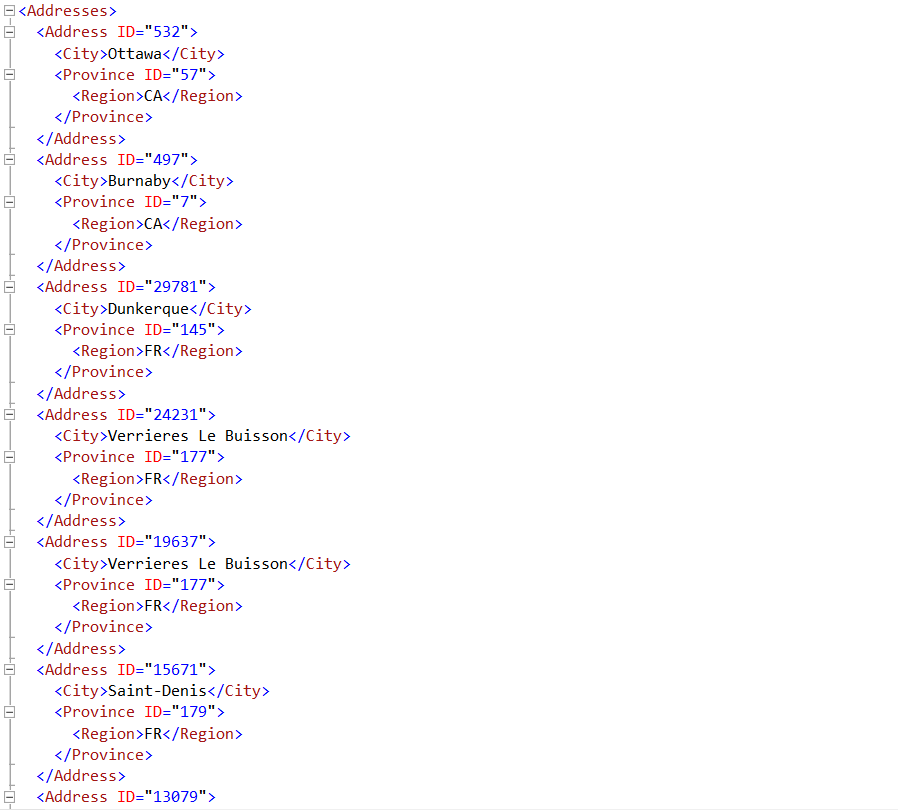 <Addresses>
<Address ID="532">
<City>Ottawa</City>
<Province ID="57">
<Region>CA</Region>
</Province>
</Address>
<Address ID="497">
<City>Burnaby</City>
<Province ID="7">
<Region>CA</Region>
</Province>
</Address>
<Address ID="29781">
<City>Dunkerque</City>
<Province ID="145">
<Region>FR</Region>
</Province>
</Address>
<Address ID="24231">
<City>Verrieres Le Buisson</City>
<Province ID="177">
<Region>FR</Region>
</Province>
</Address>
<Address ID="19637">
<City>Verrieres Le Buisson</City>
<Province ID="177">
<Region>FR</Region>
</Province>
</Address>
<Address ID="15671">
<City>Saint-Denis</City>
<Province ID="179">
<Region>FR</Region>
</Province>
</Address>
<Address ID="13079">